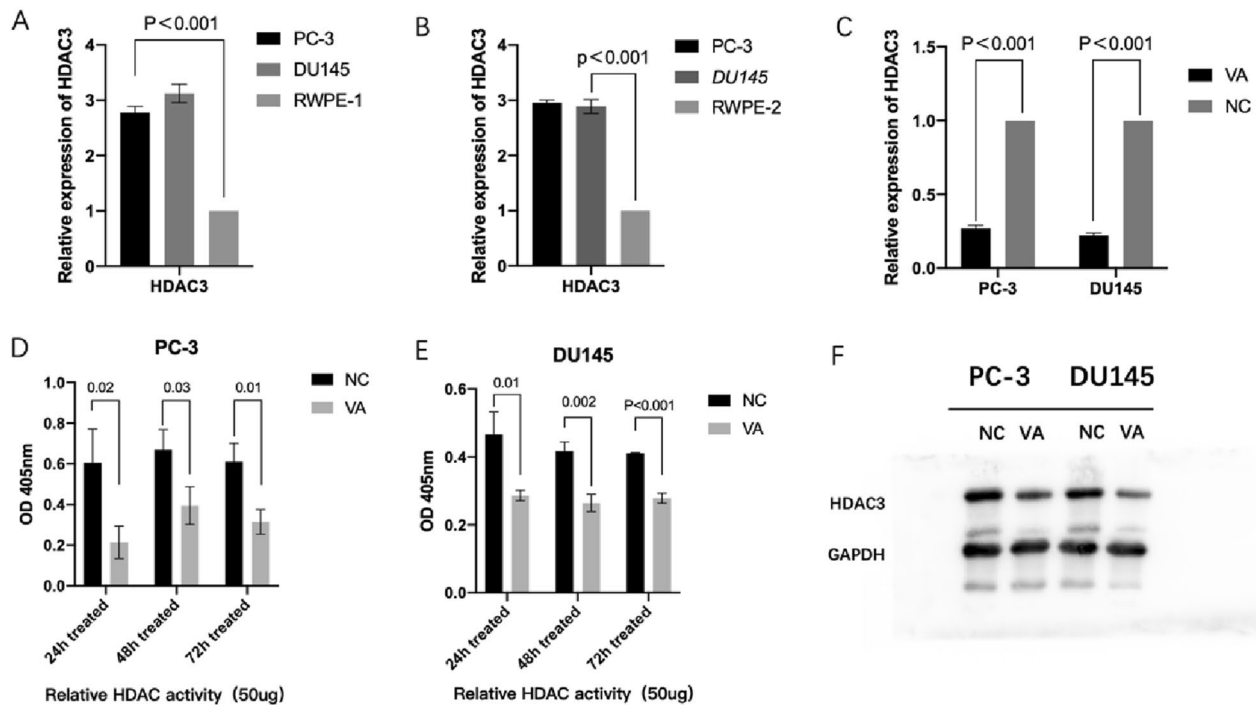 A
Relative expression of HDAC3
4
3
2
1
0
HDAC3
P<0.001
PC-3
DU145
RWPE-1
B
Relative expression of HDAC3
4
3
2
1
0
HDAC3
p<0.001
PC-3
DU145
RWPE-2
C
Relative expression of HDAC3
1.5
1.0
0.5
0.0
P<0.001
P<0.001
PC-3
DU145
VA
NC
D
PC-3
OD 405nm
1.0
0.8
0.6
0.4
0.2
0.0
0.02
0.03
0.01
NC
VA
24h treated
48h treated
72h treated
Relative HDAC activity (50ug)
E
DU145
OD 405nm
0.6
0.4
0.2
0.0
0.01
0.002
P<0.001
NC
VA
24h treated
48h treated
72h treated
Relative HDAC activity (50ug)
F
PC-3 DU145
NC VA NC VA
HDAC3
GAPDH